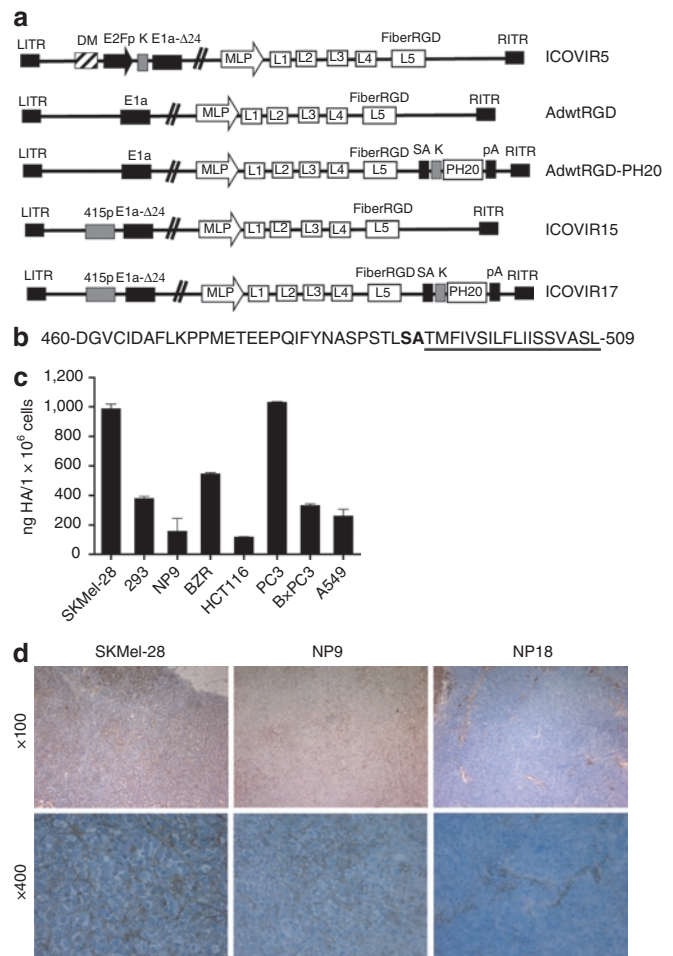 a
LITR DM E2Fp K E1a-Δ24 MLP L1 L2 L3 L4 FiberRGD L5 RITR ICOVIR5
LITR E1a MLP L1 L2 L3 L4 FiberRGD L5 RITR AdwtRGD
LITR E1a MLP L1 L2 L3 L4 FiberRGD L5 SA K PH20 pA RITR AdwtRGD-PH20
LITR 415p E1a-Δ24 MLP L1 L2 L3 L4 FiberRGD L5 RITR ICOVIR15
LITR 415p E1a-Δ24 MLP L1 L2 L3 L4 FiberRGD L5 SA K PH20 pA RITR ICOVIR17
b 460-DGVCIDAFLKPPMETEEPQIFYNASPSTLSATMFIVSILFLIISSVASL-509
c
ng HA/1 × 10⁶ cells
1,200
1,000
800
600
400
200
0
SKMel-28
293
NP9
BZR
HCT116
PC3
BxPC3
A549
d
SKMel-28 NP9 NP18
×100
×400